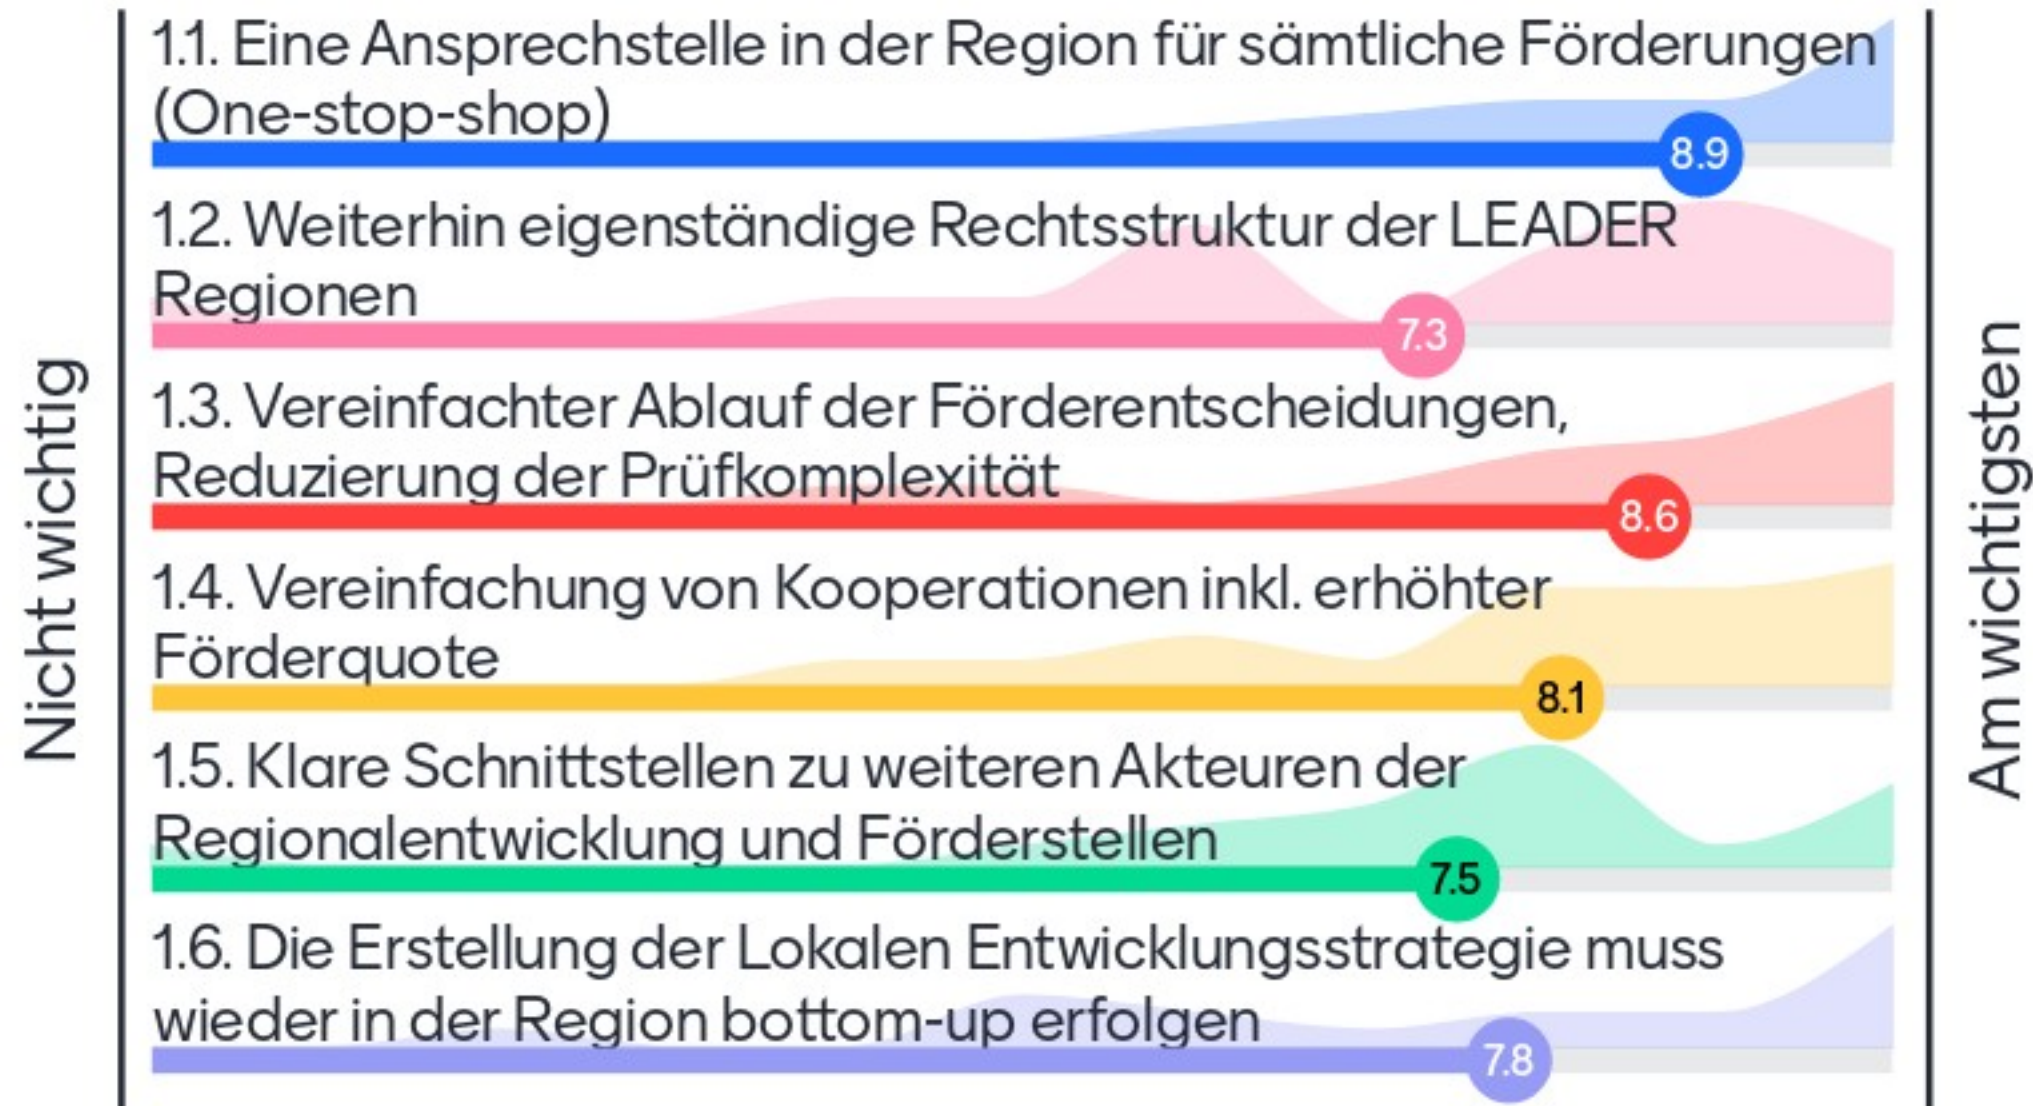 Nicht wichtig
1.1. Eine Ansprechstelle in der Region für sämtliche Förderungen
(One-stop-shop)
8.9
1.2. Weiterhin eigenständige Rechtsstruktur der LEADER
Regionen
7.3
1.3. Vereinfachter Ablauf der Förderentscheidungen,
Reduzierung der Prüfkomplexität
8.6
1.4. Vereinfachung von Kooperationen inkl. erhöhter
Förderquote
8.1
1.5. Klare Schnittstellen zu weiteren Akteuren der
Regionalentwicklung und Förderstellen
7.5
1.6. Die Erstellung der Lokalen Entwicklungsstrategie muss
wieder in der Region bottom-up erfolgen
7.8
Am wichtigsten